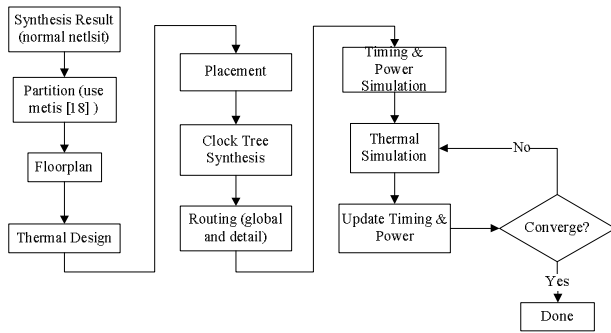 Synthesis Result
(normal netlsit)
Partition (use
metis [18] )
Floorplan
Thermal Design
Placement
Clock Tree
Synthesis
Routing (global
and detail)
Timing &
Power
Simulation
Thermal
Simulation
Update Timing &
Power
No
Converge?
Yes
Done